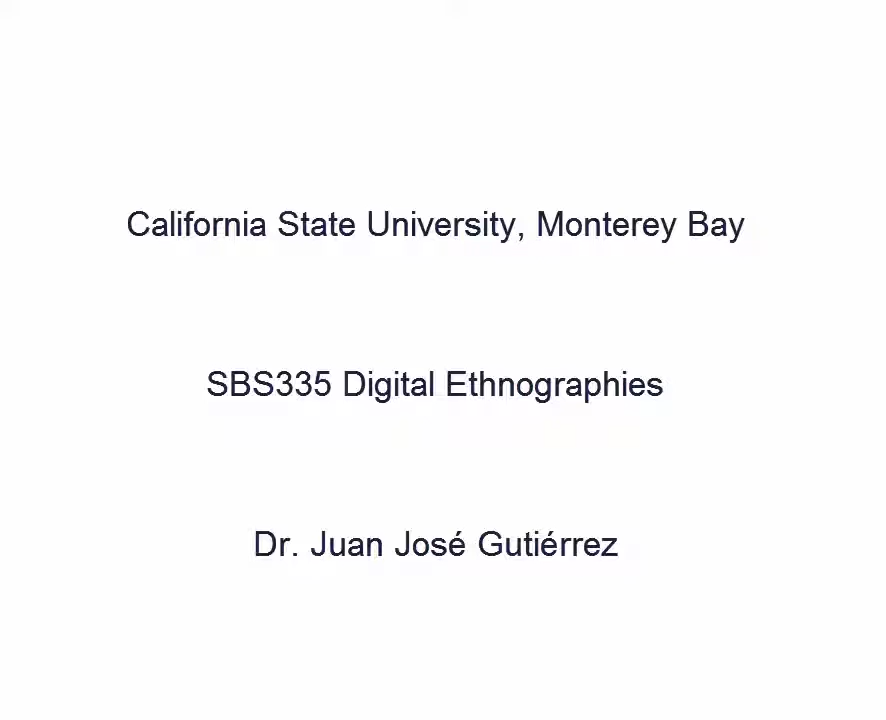 California State University, Monterey Bay
SBS335 Digital Ethnographies
Dr. Juan José Gutiérrez